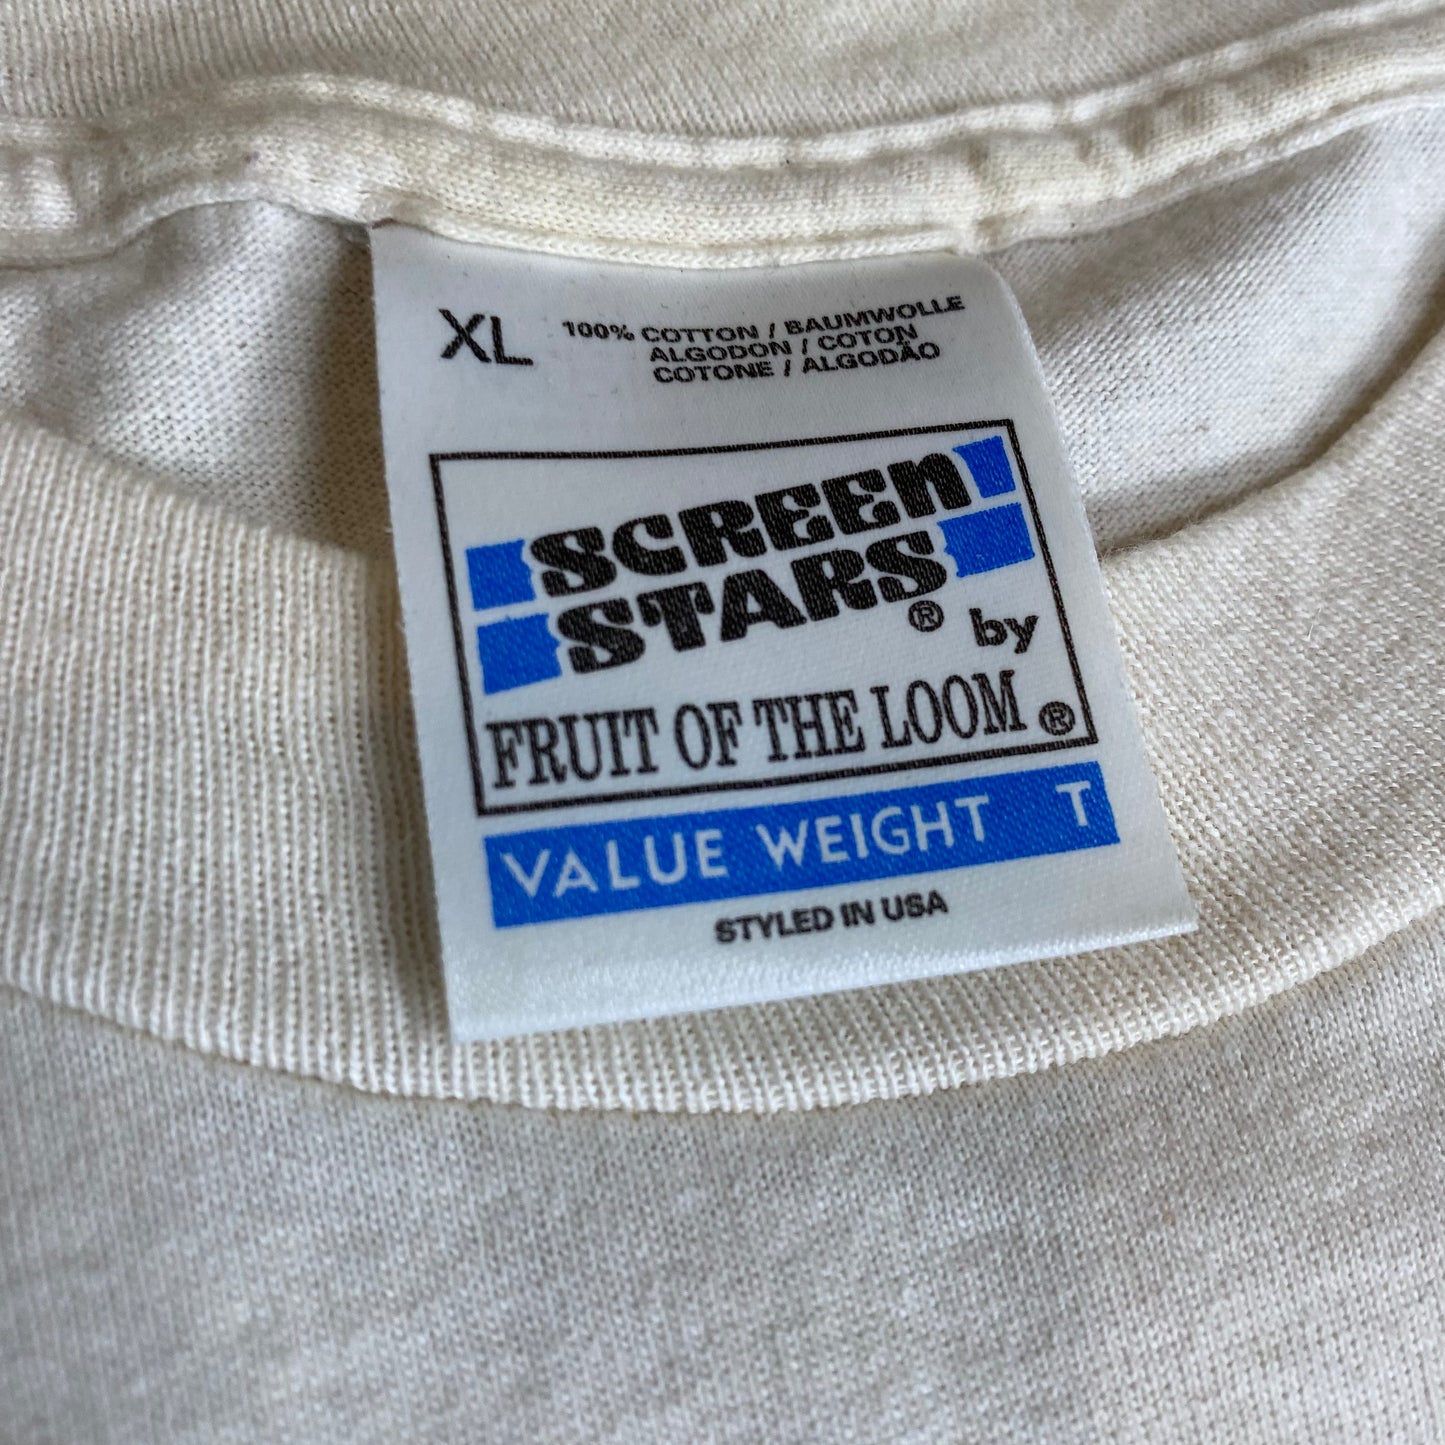 XL
100% COTTON / BAUMWOLLE
ALGODON / COTON
COTONE / ALGODÃO
SCREEN
STARS® by
FRUIT OF THE LOOM®
VALUE WEIGHT T
STYLED IN USA